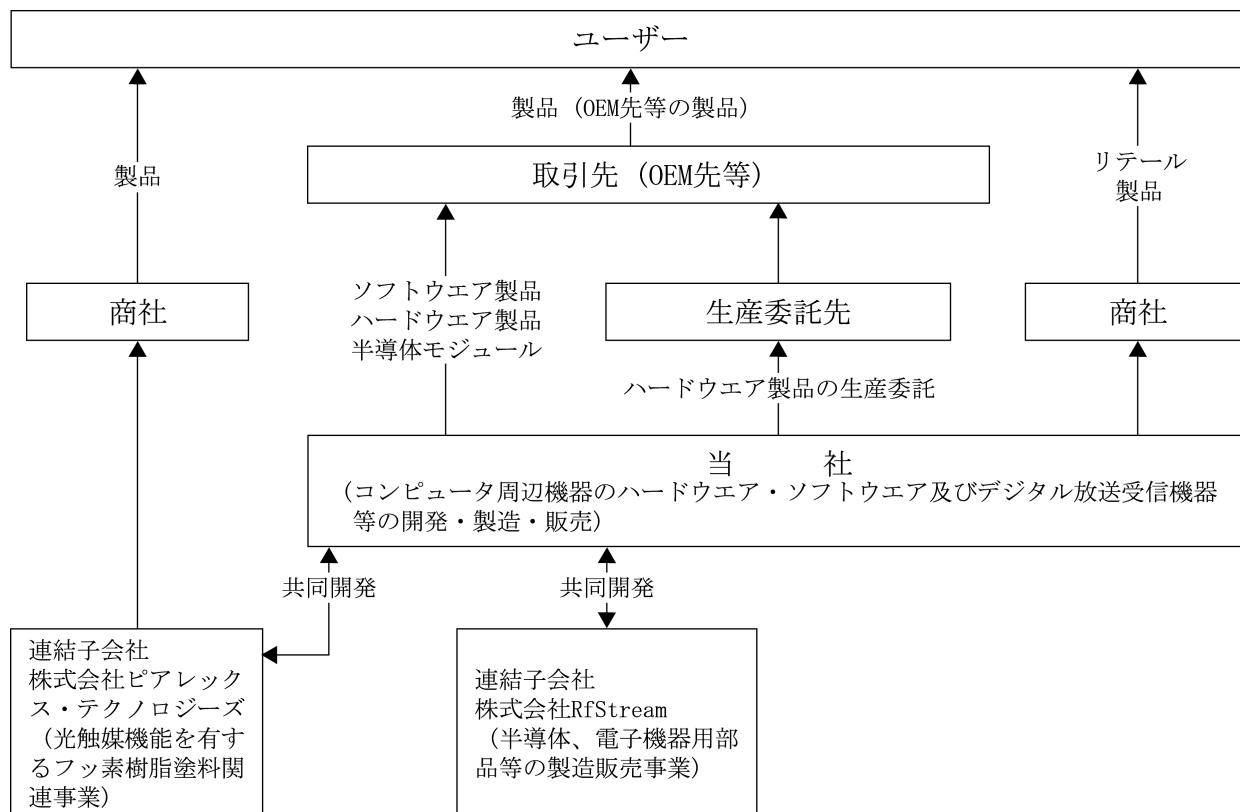 ユーザー
製品（OEM先等の製品）
取引先（OEM先等）
製品
リテール
製品
ソフトウエア製品
ハードウエア製品
半導体モジュール
商社
生産委託先
商社
ハードウエア製品の生産委託
当　　　社
（コンピュータ周辺機器のハードウエア・ソフトウエア及びデジタル放送受信機器
等の開発・製造・販売）
共同開発
共同開発
連結子会社
株式会社ピアレック
ス・テクノロジーズ
（光触媒機能を有す
るフッ素樹脂塗料関
連事業）
連結子会社
株式会社RfStream
（半導体、電子機器用部
品等の製造販売事業）